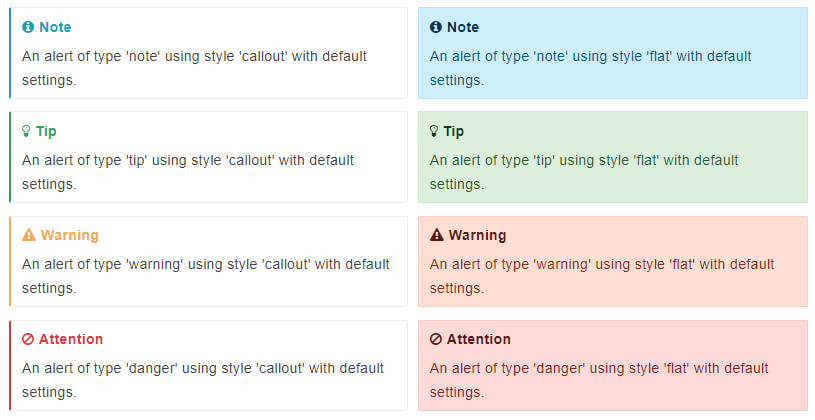 Note
An alert of type 'note' using style 'callout' with default
settings.
Note
An alert of type 'note' using style 'flat' with default
settings.
Tip
An alert of type 'tip' using style 'callout' with default
settings.
Tip
An alert of type 'tip' using style 'flat' with default
settings.
Warning
An alert of type 'warning' using style 'callout' with default
settings.
Warning
An alert of type 'warning' using style 'flat' with default
settings.
Attention
An alert of type 'danger' using style 'callout' with default
settings.
Attention
An alert of type 'danger' using style 'flat' with default
settings.